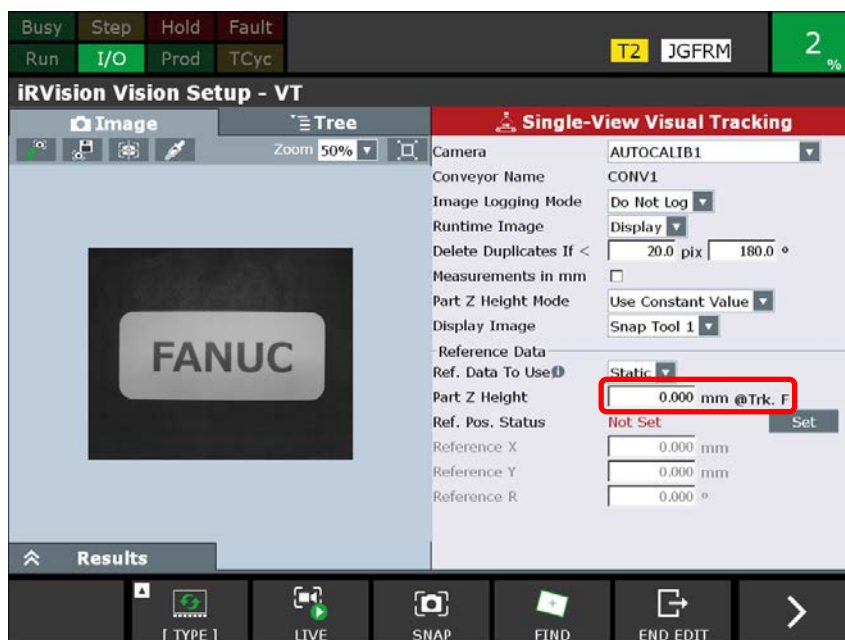 Busy Step Hold Fault
Run I/O Prod TCyc T2 JGFRM 2 %
iRVision Vision Setup - VT
Image Tree Single-View Visual Tracking
Zoom 50%
Camera AUTOCALIB1
Conveyor Name CONV1
Image Logging Mode Do Not Log
Runtime Image Display
Delete Duplicates If < 20.0 pix 180.0 °
Measurements in mm
Part Z Height Mode Use Constant Value
Display Image Snap Tool 1
Reference Data
Ref. Data To Use Static
Part Z Height 0.000 mm @Trk. F
Ref. Pos. Status Not Set Set
Reference X 0.000 mm
Reference Y 0.000 mm
Reference R 0.000 °
FANUC
Results
[ TYPE ] LIVE SNAP FIND END EDIT >